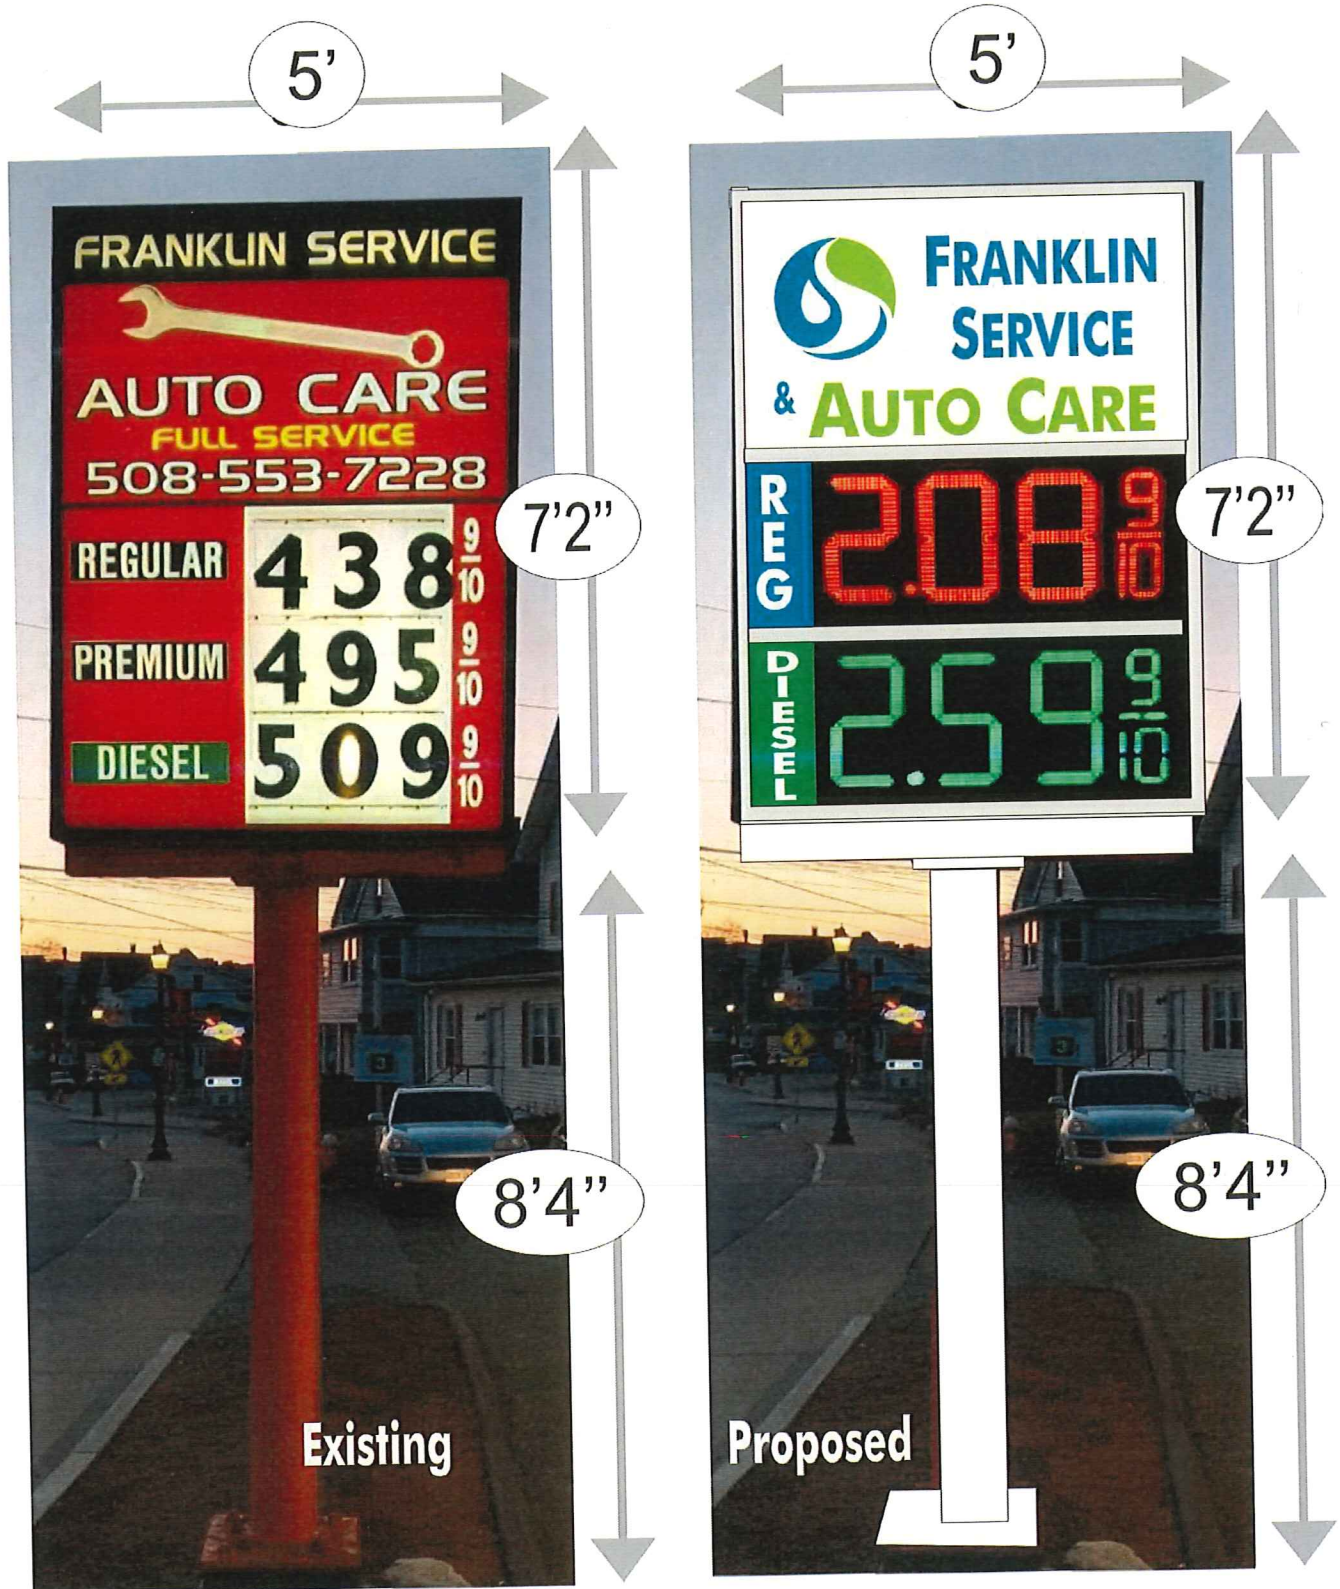 5’
FRANKLIN SERVICE
AUTO CARE
FULL SERVICE
508-553-7228
REGULAR 438 9/10
PREMIUM 495 9/10
DIESEL 509 9/10
7’2”
8’4”
Existing
5’
FRANKLIN
SERVICE
& AUTO CARE
REG 2.08 9/10
DIESEL 2.59 9/10
7’2”
8’4”
Proposed